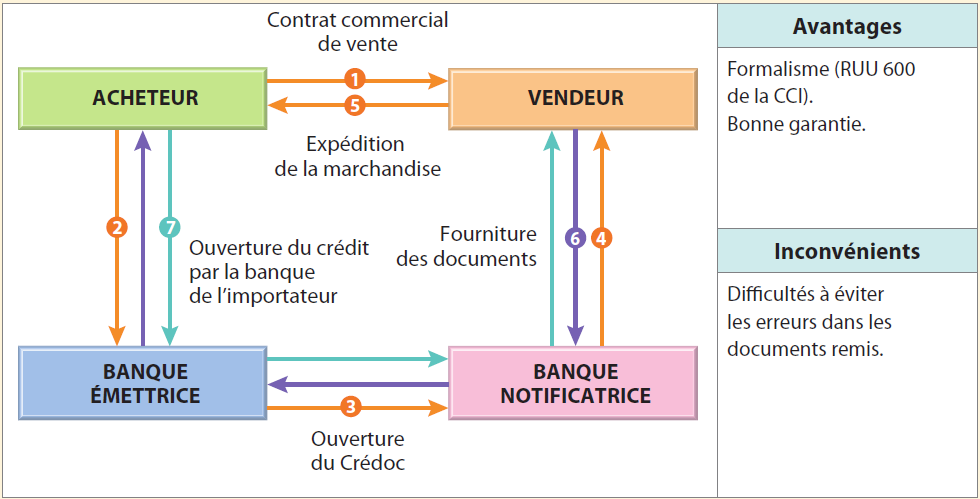 Contrat commercial
de vente
ACHETEUR
1
VENDEUR
5
Expédition
de la marchandise
2
7
Ouverture du crédit
par la banque
de l’importateur
Fourniture
des documents
6
4
BANQUE
ÉMETTRICE
BANQUE
NOTIFICATRICE
3
Ouverture
du Crédoc
Avantages
Formalisme (RUU 600
de la CCI).
Bonne garantie.
Inconvénients
Difficultés à éviter
les erreurs dans les
documents remis.